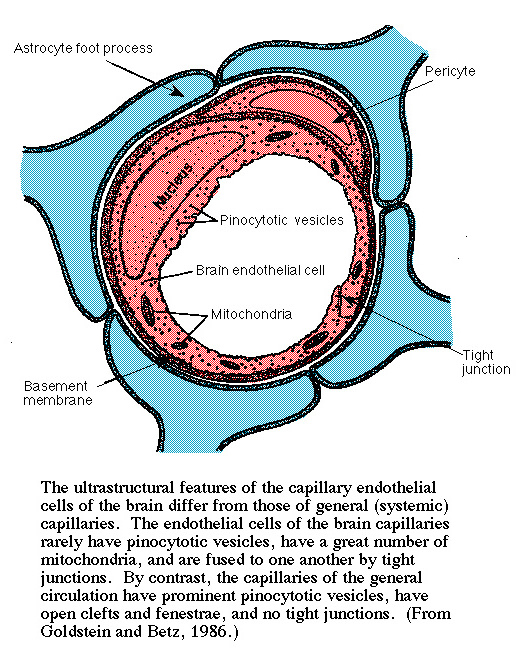 Astrocyte foot process
Pericyte
Nucleus
Pinocytotic vesicles
Brain endothelial cell
Mitochondria
Tight
junction
Basement
membrane
The ultrastructural features of the capillary endothelial
cells of the brain differ from those of general (systemic)
capillaries.  The endothelial cells of the brain capillaries
rarely have pinocytotic vesicles, have a great number of
mitochondria, and are fused to one another by tight
junctions.  By contrast, the capillaries of the general
circulation have prominent pinocytotic vesicles, have
open clefts and fenestrae, and no tight junctions.  (From
Goldstein and Betz, 1986.)